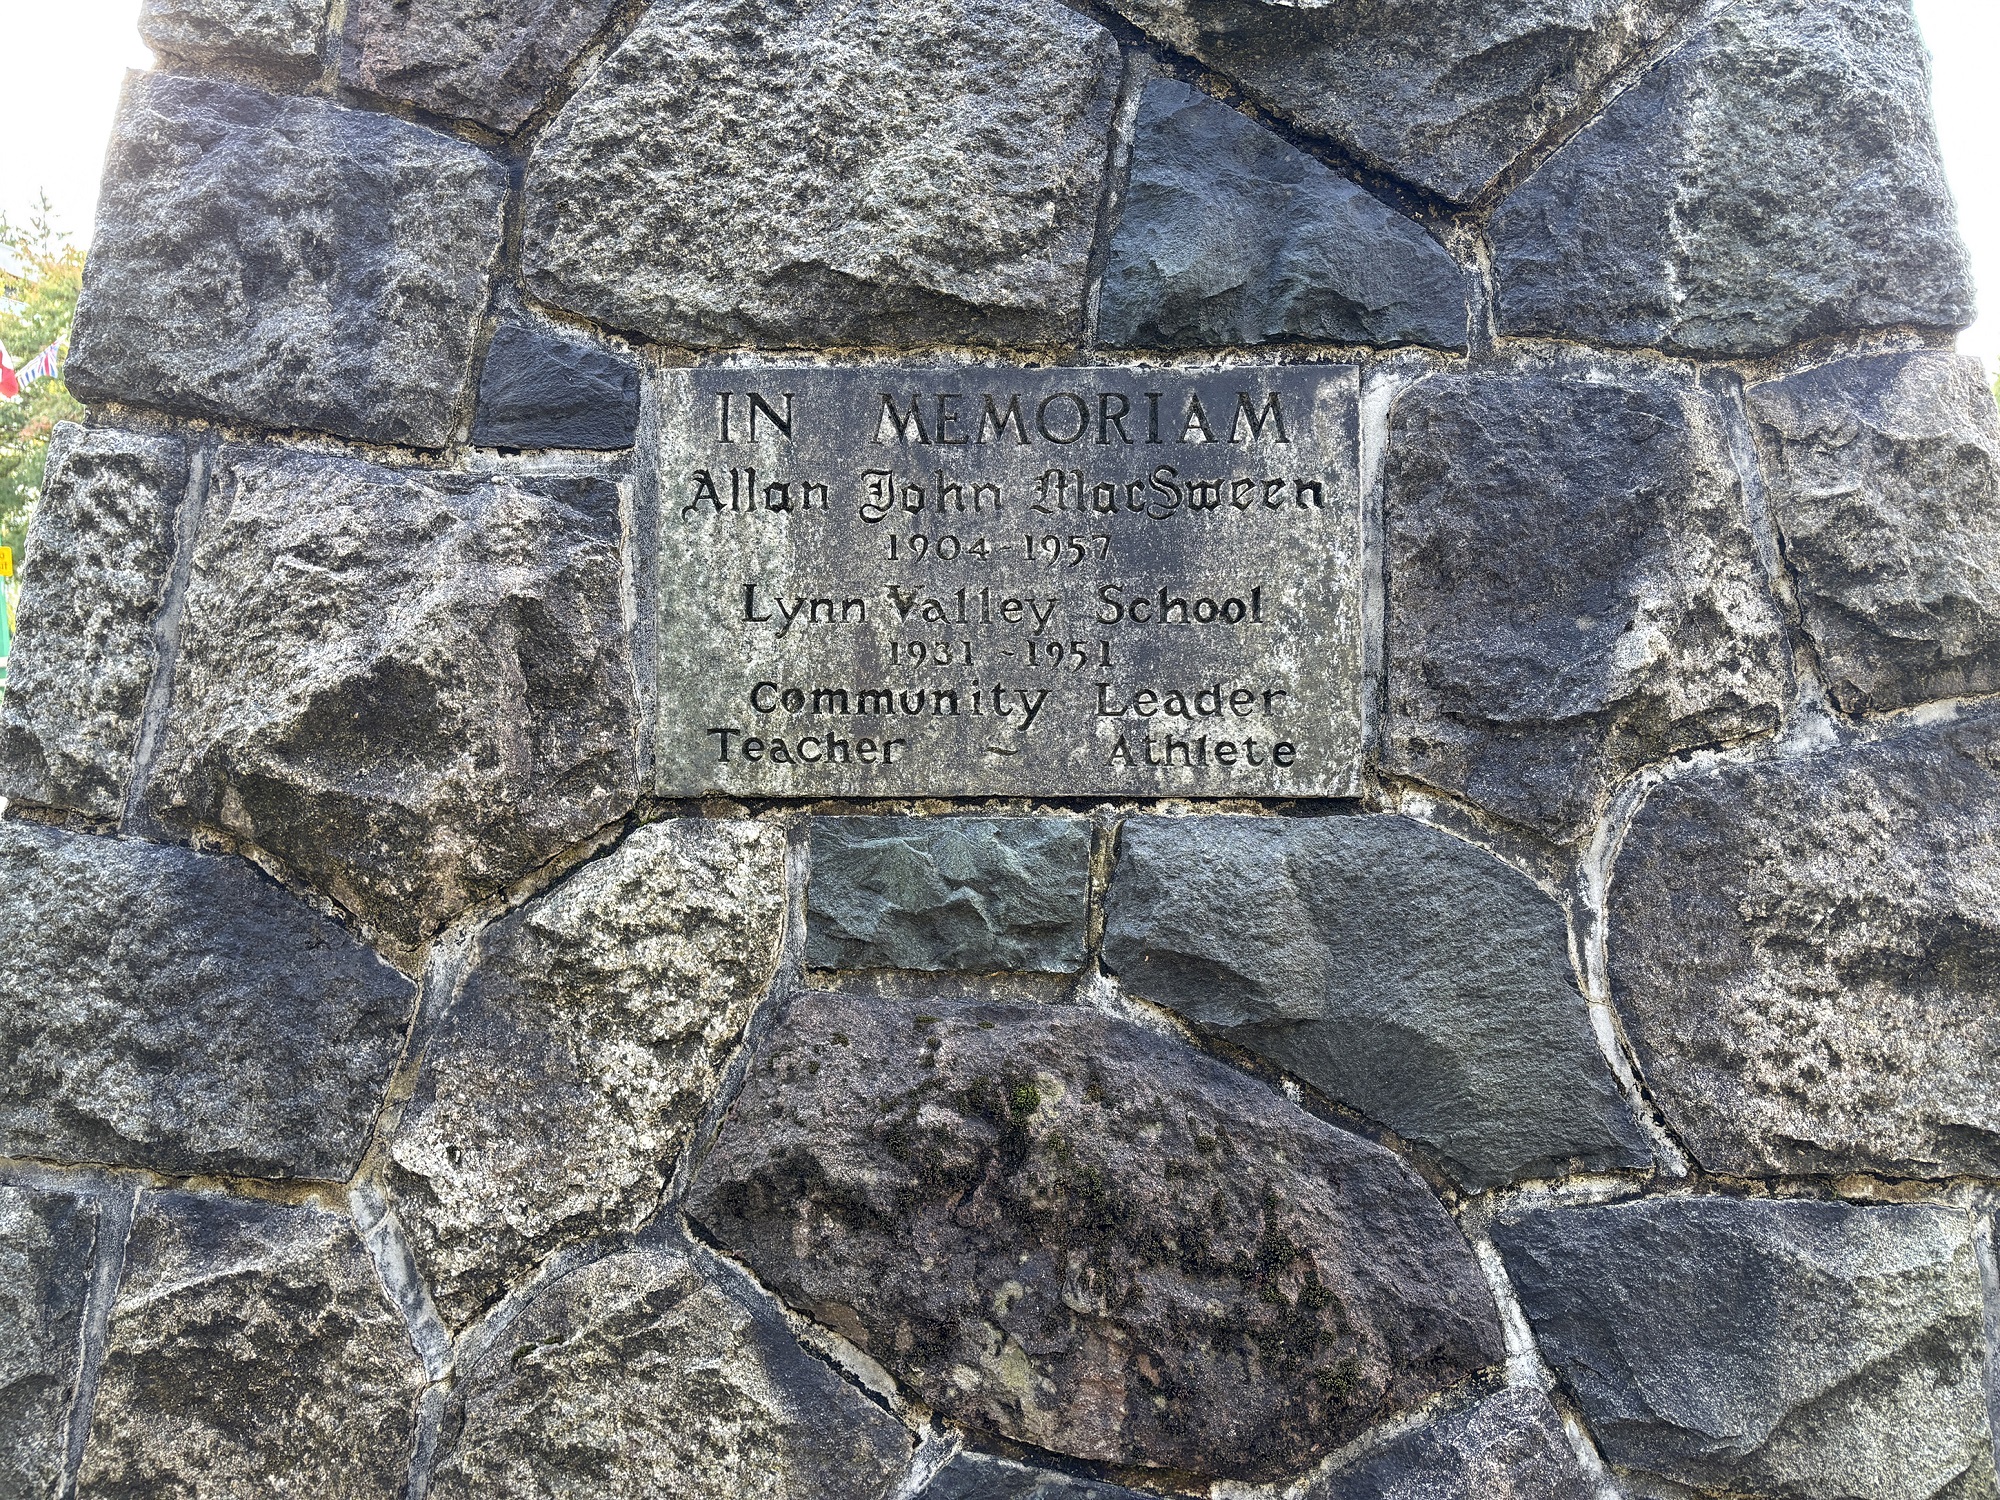 IN MEMORIAM
Allan John MacSween
1904-1957
Lynn Valley School
1931 ~ 1951
Community Leader
Teacher ~ Athlete